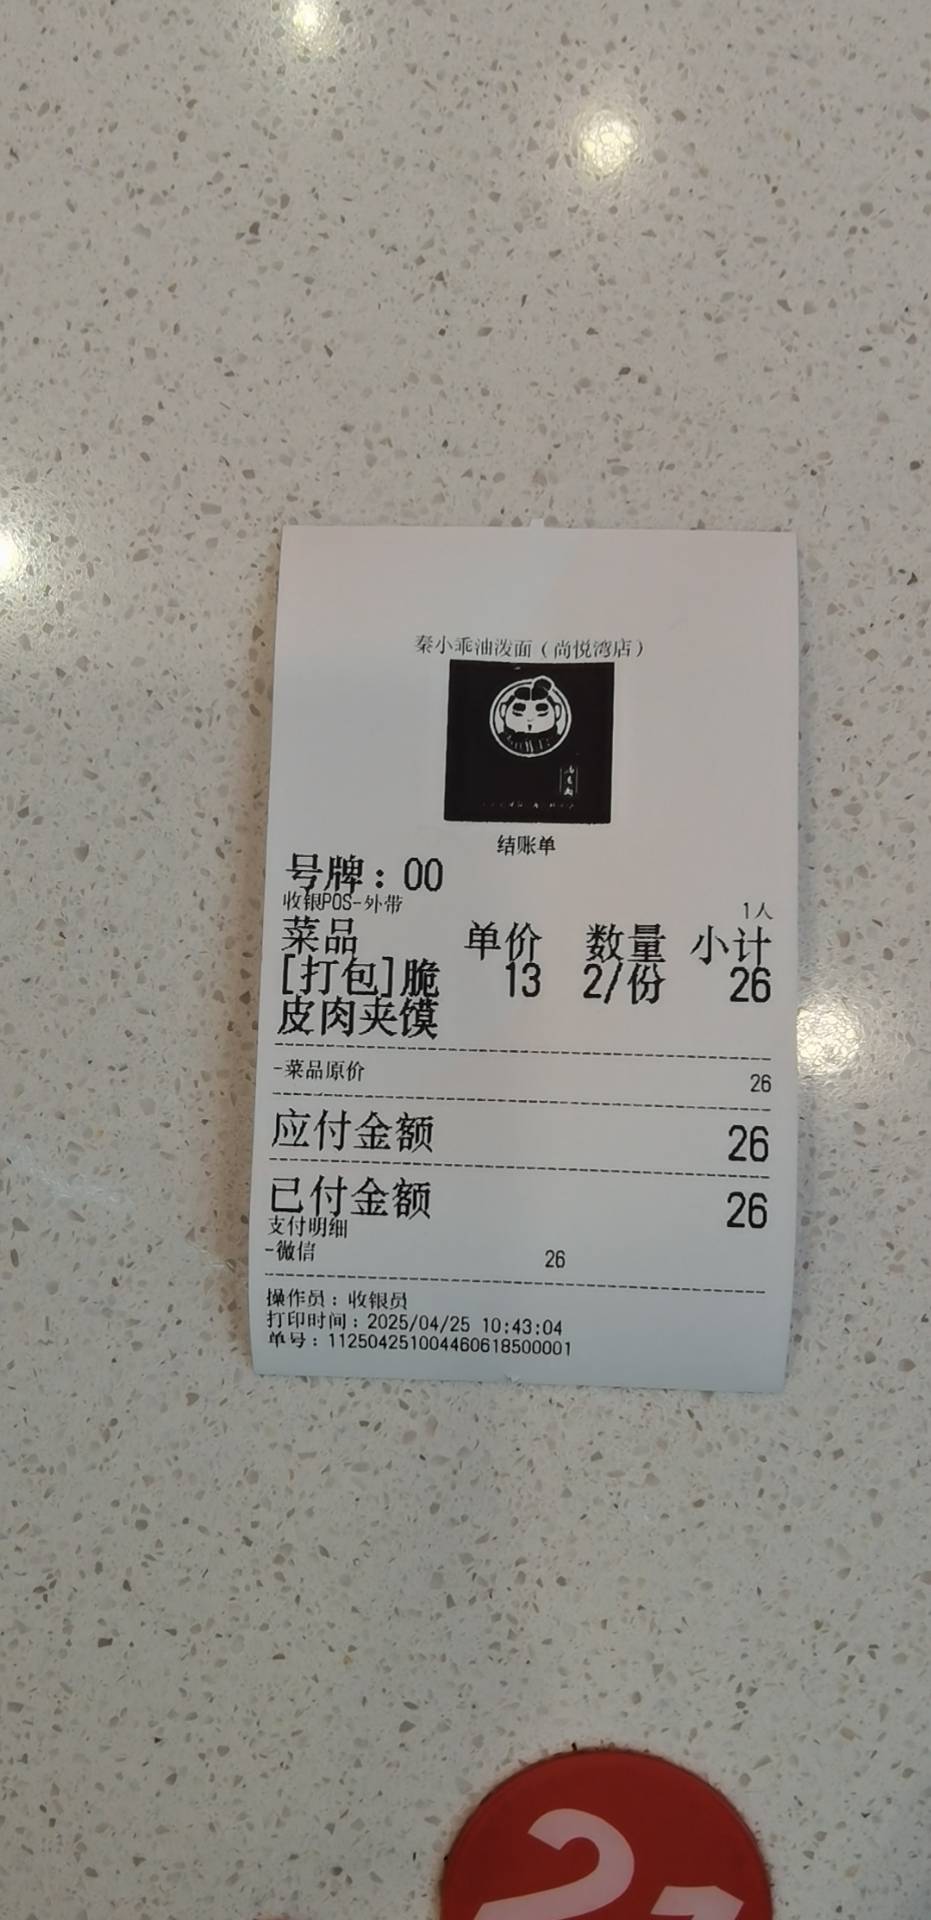 秦小乖油泼面（尚悦湾店）
结账单
号牌：00
收银POS-外带 1人
菜品 单价 数量 小计
[打包]脆 13 2/份 26
皮肉夹馍
-菜品原价 26
应付金额 26
已付金额 26
支付明细
-微信 26
操作员：收银员
打印时间：2025/04/25 10:43:04
单号：112504251004460618500001
21